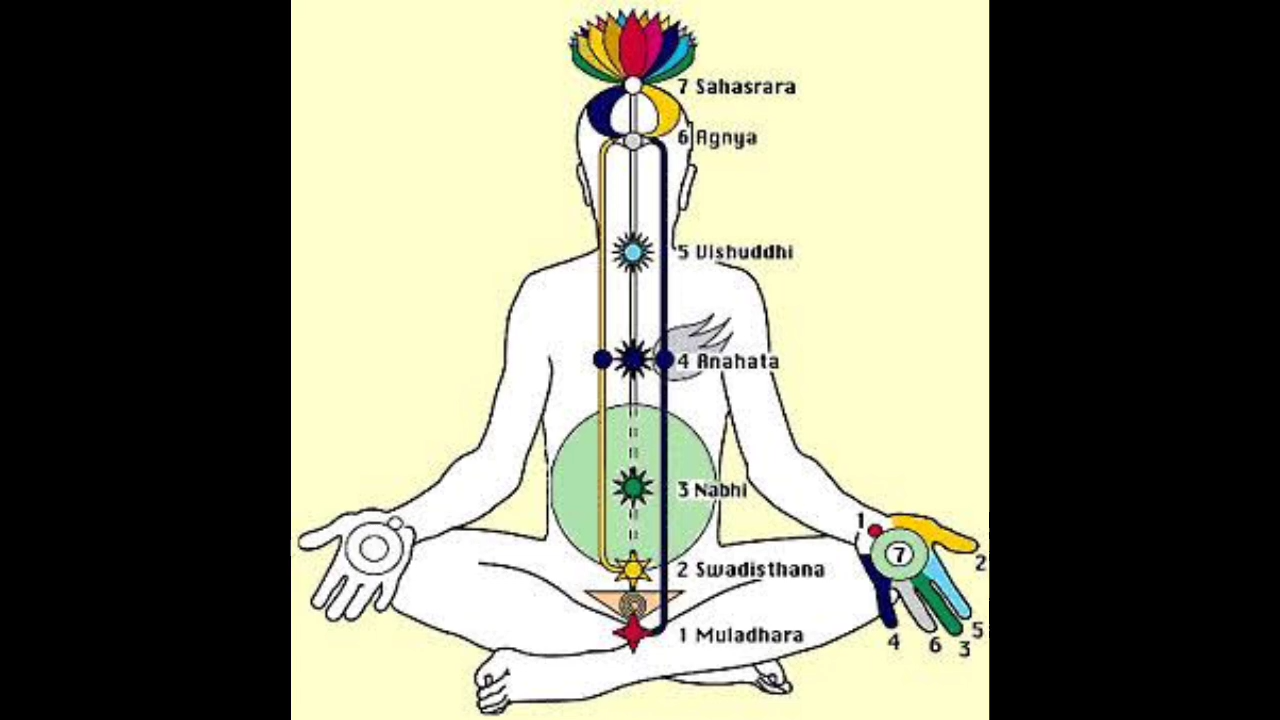 7 Sahasrara
6 Agnya
5 Vishuddhi
4 Anahata
3 Nabhi
1
7
2
2 Swadisthana
5
1 Muladhara
4
6
3